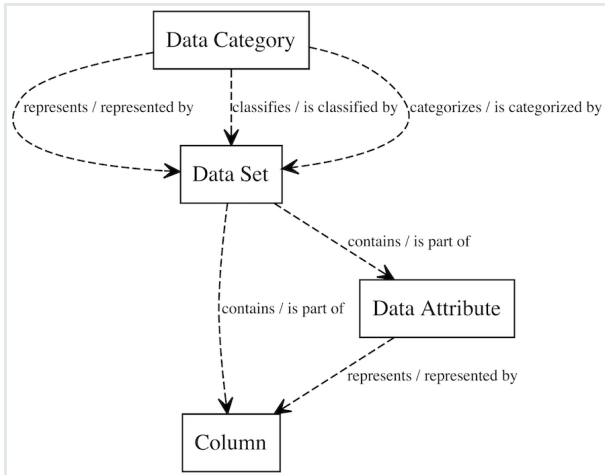 Data Category
represents / represented by
classifies / is classified by
categorizes / is categorized by
Data Set
contains / is part of
Data Attribute
contains / is part of
represents / represented by
Column